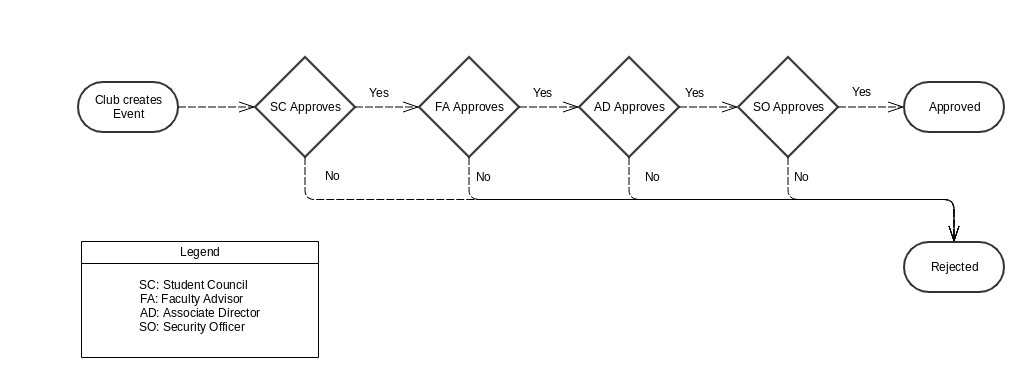 Club creates
Event
SC Approves
Yes
FA Approves
Yes
AD Approves
Yes
SO Approves
Yes
Approved
No
No
No
No
Rejected
Legend
SC: Student Council
FA: Faculty Advisor
AD: Associate Director
SO: Security Officer